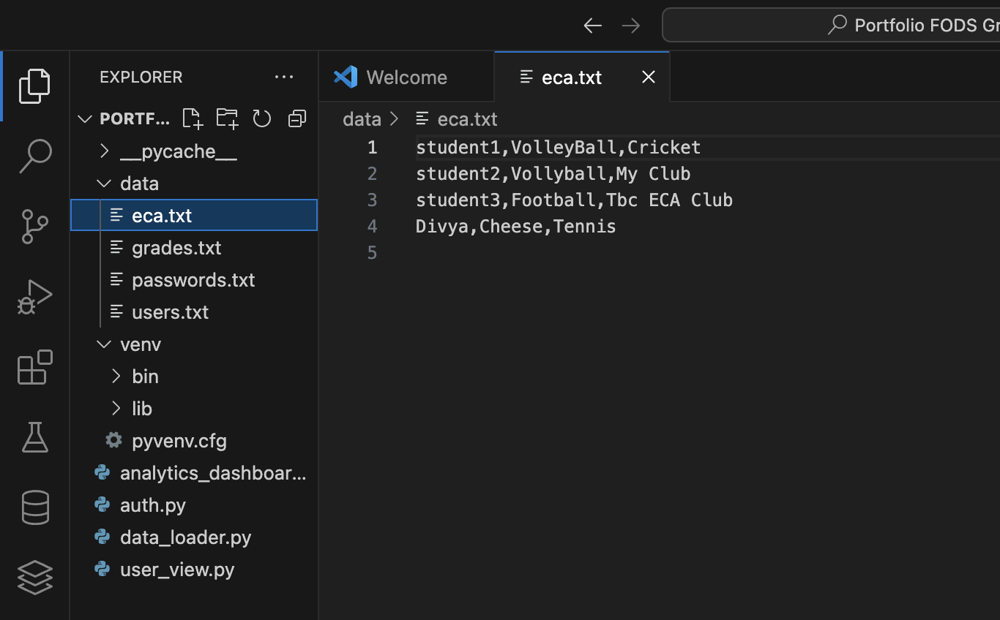 Portfolio FODS Gr
EXPLORER
Welcome
eca.txt
PORTF...
data > eca.txt
__pycache__
data
eca.txt
grades.txt
passwords.txt
users.txt
venv
bin
lib
pyvenv.cfg
analytics_dashboar...
auth.py
data_loader.py
user_view.py
1 student1,VolleyBall,Cricket
2 student2,Vollyball,My Club
3 student3,Football,Tbc ECA Club
4 Divya,Cheese,Tennis
5